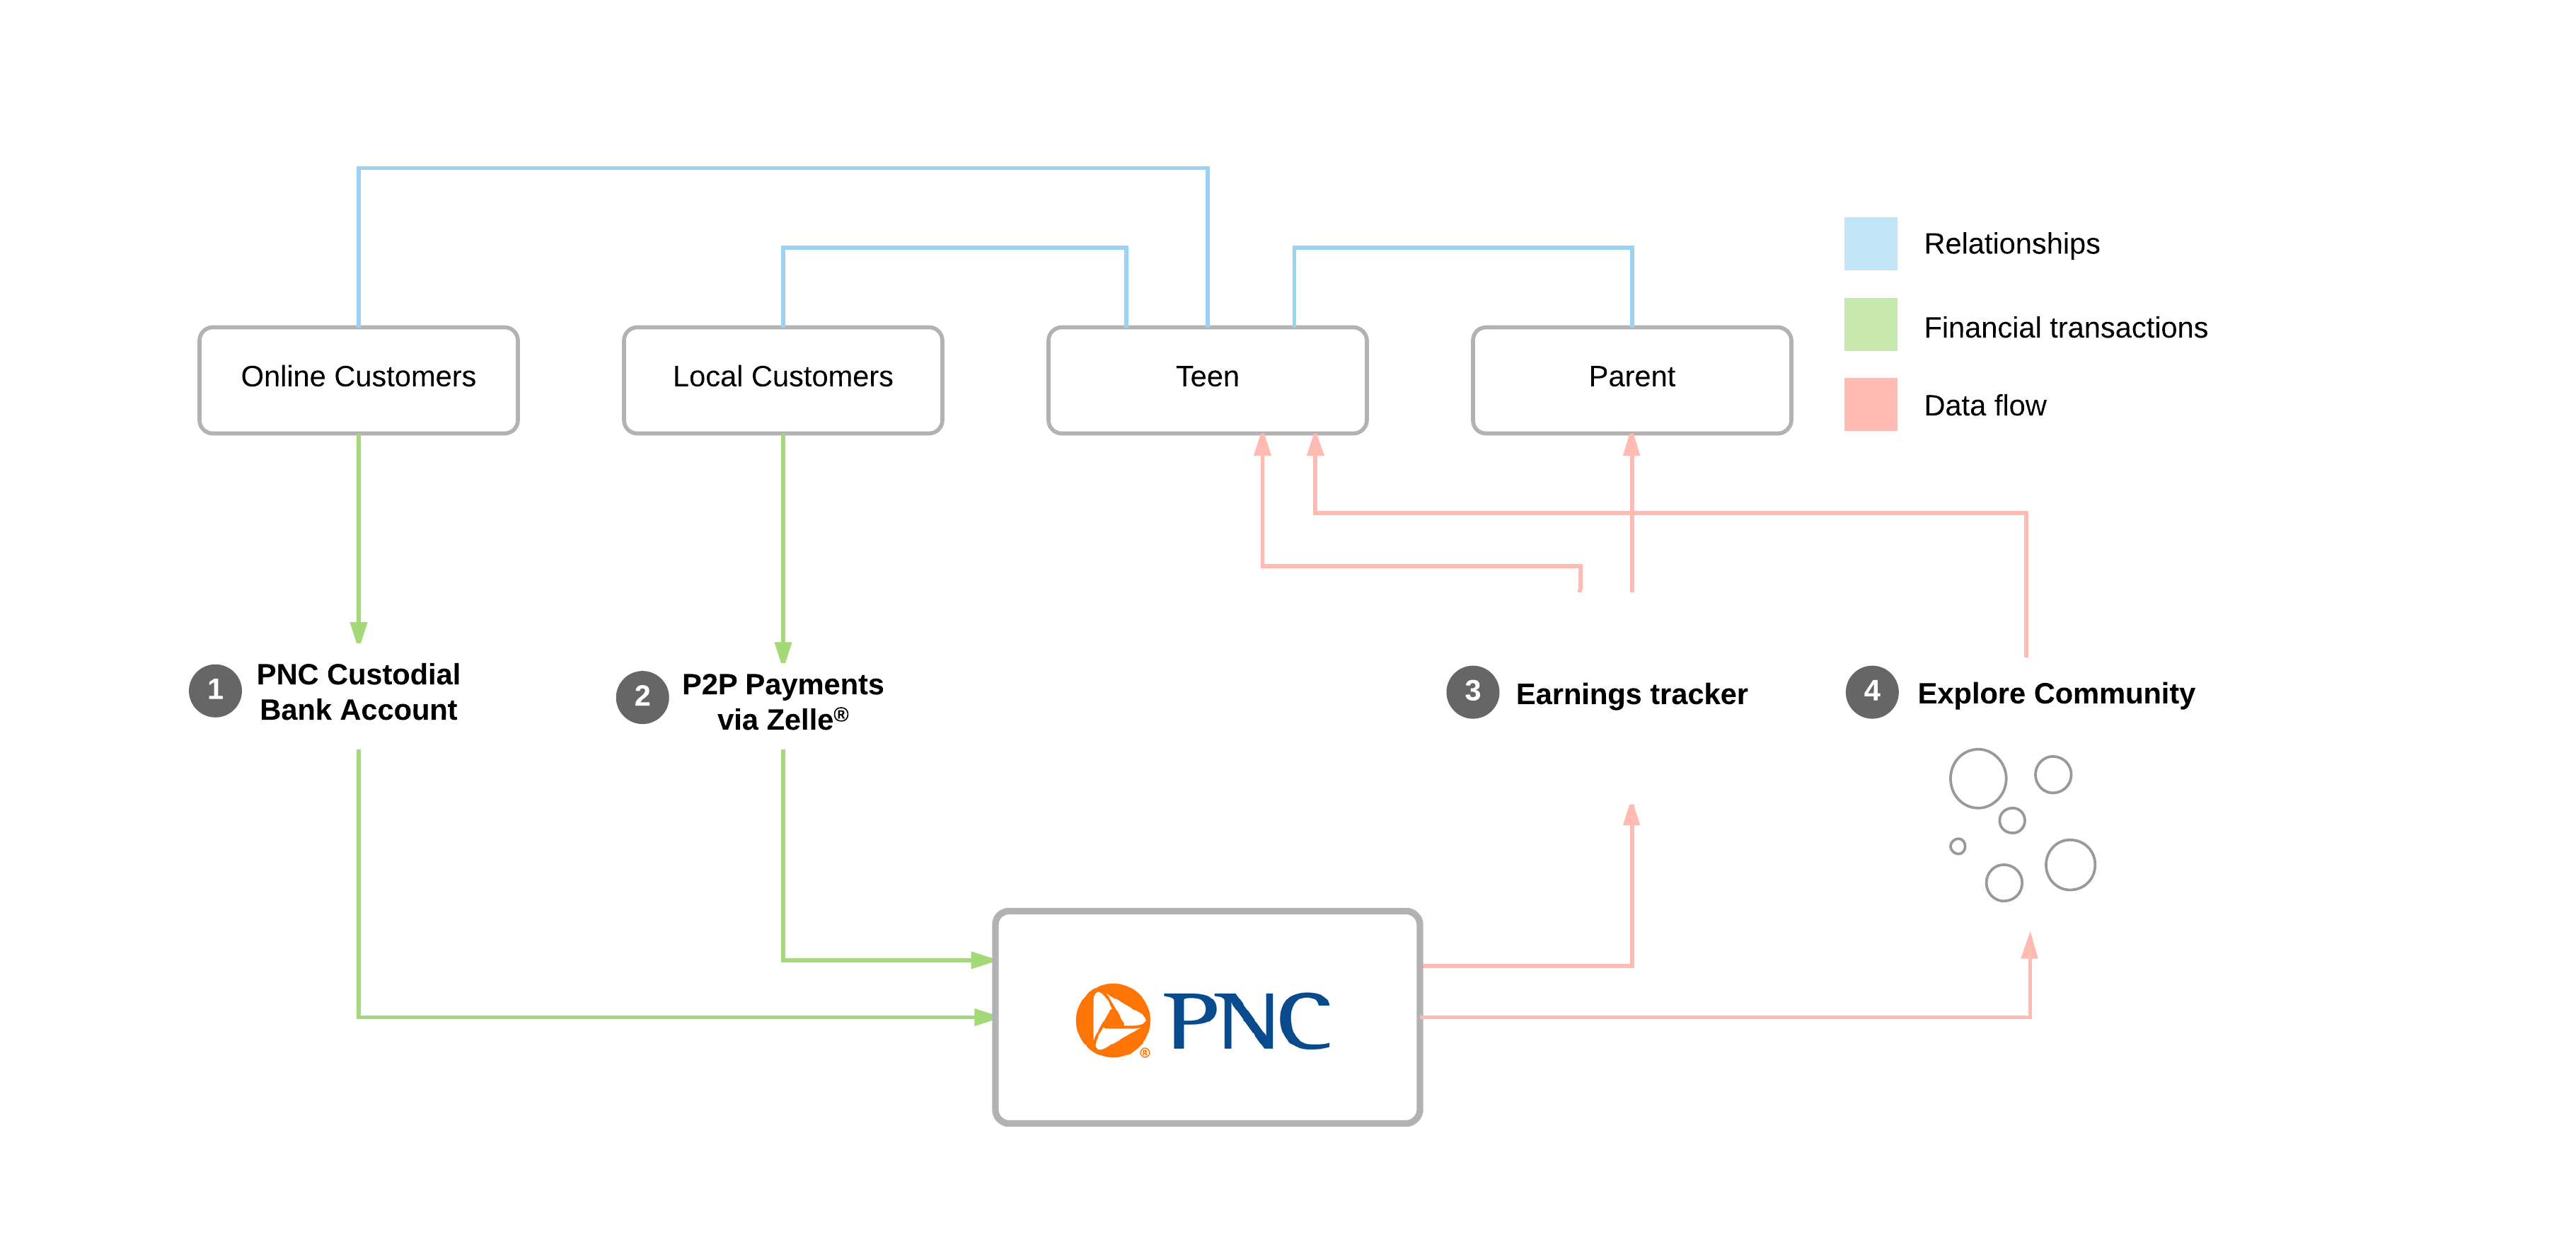 Relationships
Financial transactions
Data flow
Online Customers
Local Customers
Teen
Parent
1
PNC Custodial
Bank Account
2
P2P Payments
via Zelle®
3
Earnings tracker
4
Explore Community
PNC
®